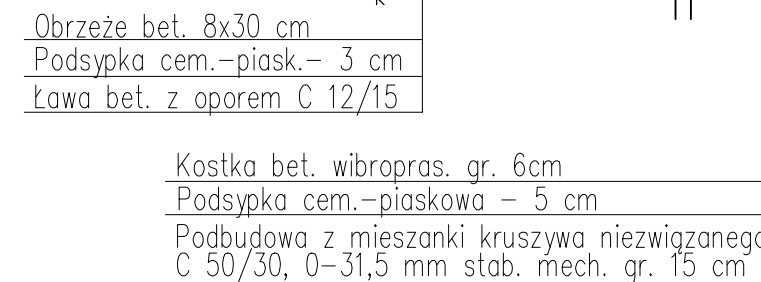 Obrzeże bet. 8x30 cm
Podsypka cem.-piask.- 3 cm
Ława bet. z oporem C 12/15
Kostka bet. wibropras. gr. 6cm
Podsypka cem.-piaskowa - 5 cm
Podbudowa z mieszanki kruszywa niezwiązanego
C 50/30, 0-31,5 mm stab. mech. gr. 15 cm